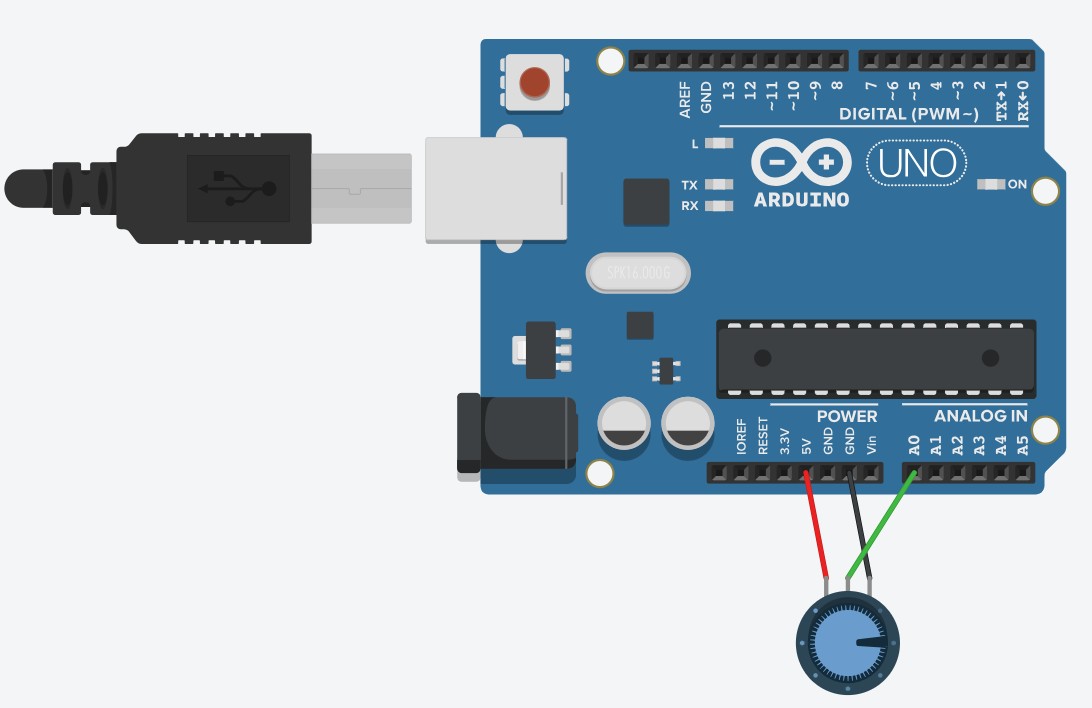 AREF GND 13 12 ~11 ~10 ~9 8 7 ~6 ~5 4 ~3 2 TX→1 RX←0
DIGITAL (PWM ~)
L
TX
RX
UNO
ON
ARDUINO
SPK16.000G
POWER
ANALOG IN
IOREF RESET 3.3V 5V GND GND Vin A0 A1 A2 A3 A4 A5